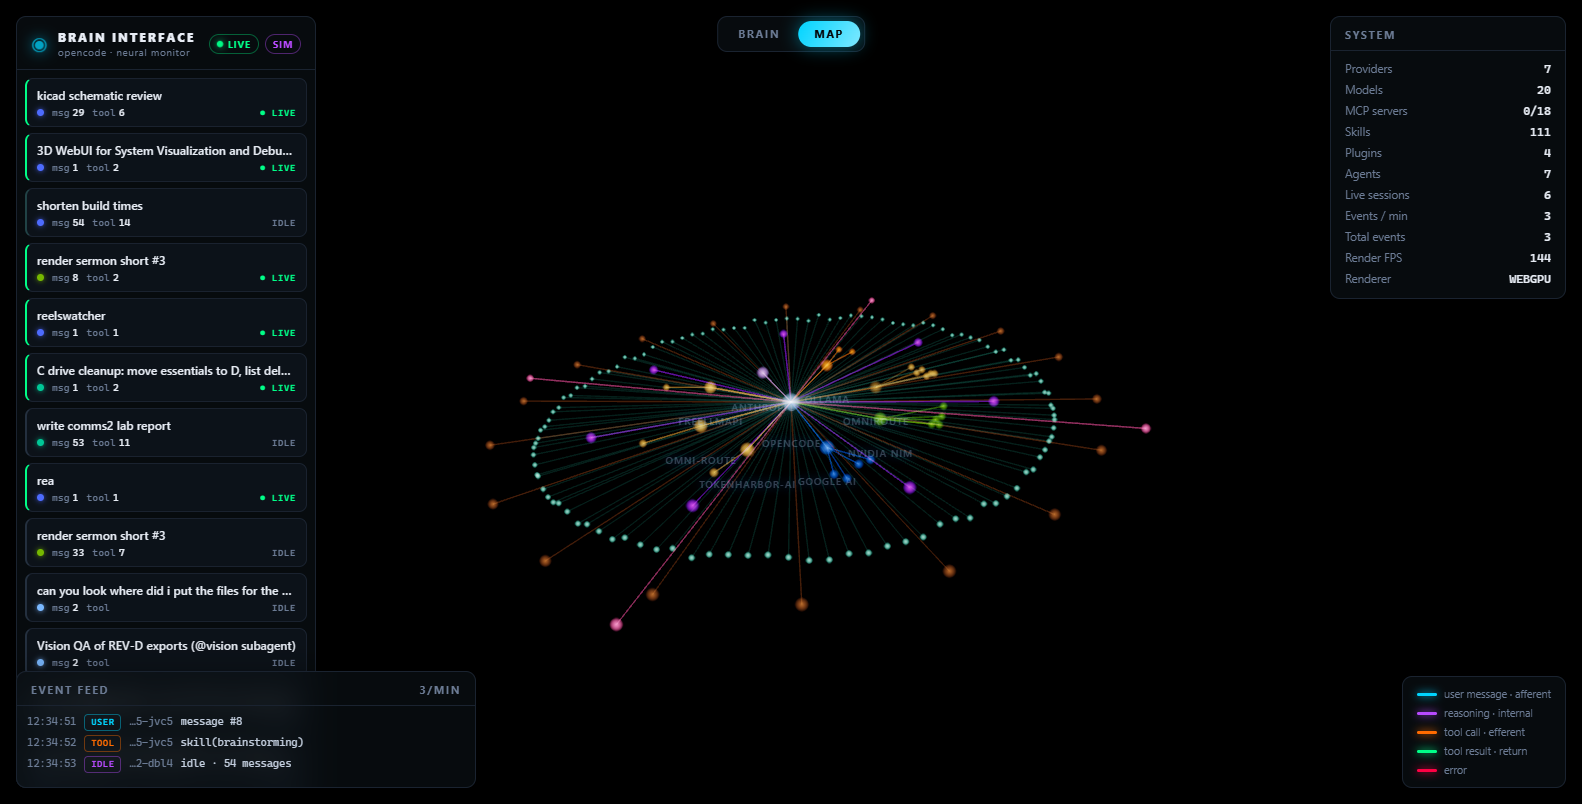 BRAIN INTERFACE
opencode · neural monitor
LIVE
SIM
kicad schematic review
msg 29 tool 6
LIVE
3D WebUI for System Visualization and Debu...
msg 1 tool 2
LIVE
shorten build times
msg 54 tool 14
IDLE
render sermon short #3
msg 8 tool 2
LIVE
reelswatcher
msg 1 tool 1
LIVE
C drive cleanup: move essentials to D, list del...
msg 1 tool 2
LIVE
write comms2 lab report
msg 53 tool 11
IDLE
rea
msg 1 tool 1
LIVE
render sermon short #3
msg 33 tool 7
IDLE
can you look where did i put the files for the ...
msg 2 tool
IDLE
Vision QA of REV-D exports (@vision subagent)
msg 2 tool
IDLE
EVENT FEED
3/MIN
12:34:51 USER …5-jvc5 message #8
12:34:52 TOOL …5-jvc5 skill(brainstorming)
12:34:53 IDLE …2-dbl4 idle · 54 messages
BRAIN
MAP
OLLAMA
FREELLMAPI
OMNIROUTE
OPENCODE
NVIDIA NIM
OMNI-ROUTE
TOKENHARBOR-AI
GOOGLE AI
SYSTEM
Providers 7
Models 20
MCP servers 0/18
Skills 111
Plugins 4
Agents 7
Live sessions 6
Events / min 3
Total events 3
Render FPS 144
Renderer WEBGPU
user message · afferent
reasoning · internal
tool call · efferent
tool result · return
error